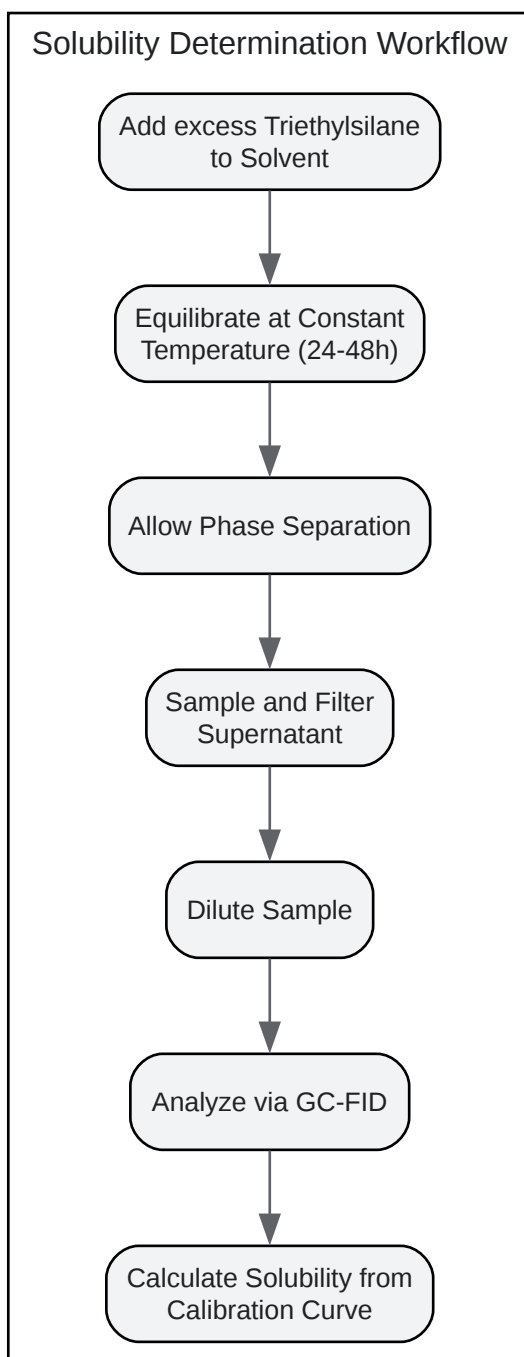 Solubility Determination Workflow
Add excess Triethylsilane
to Solvent
Equilibrate at Constant
Temperature (24-48h)
Allow Phase Separation
Sample and Filter
Supernatant
Dilute Sample
Analyze via GC-FID
Calculate Solubility from
Calibration Curve